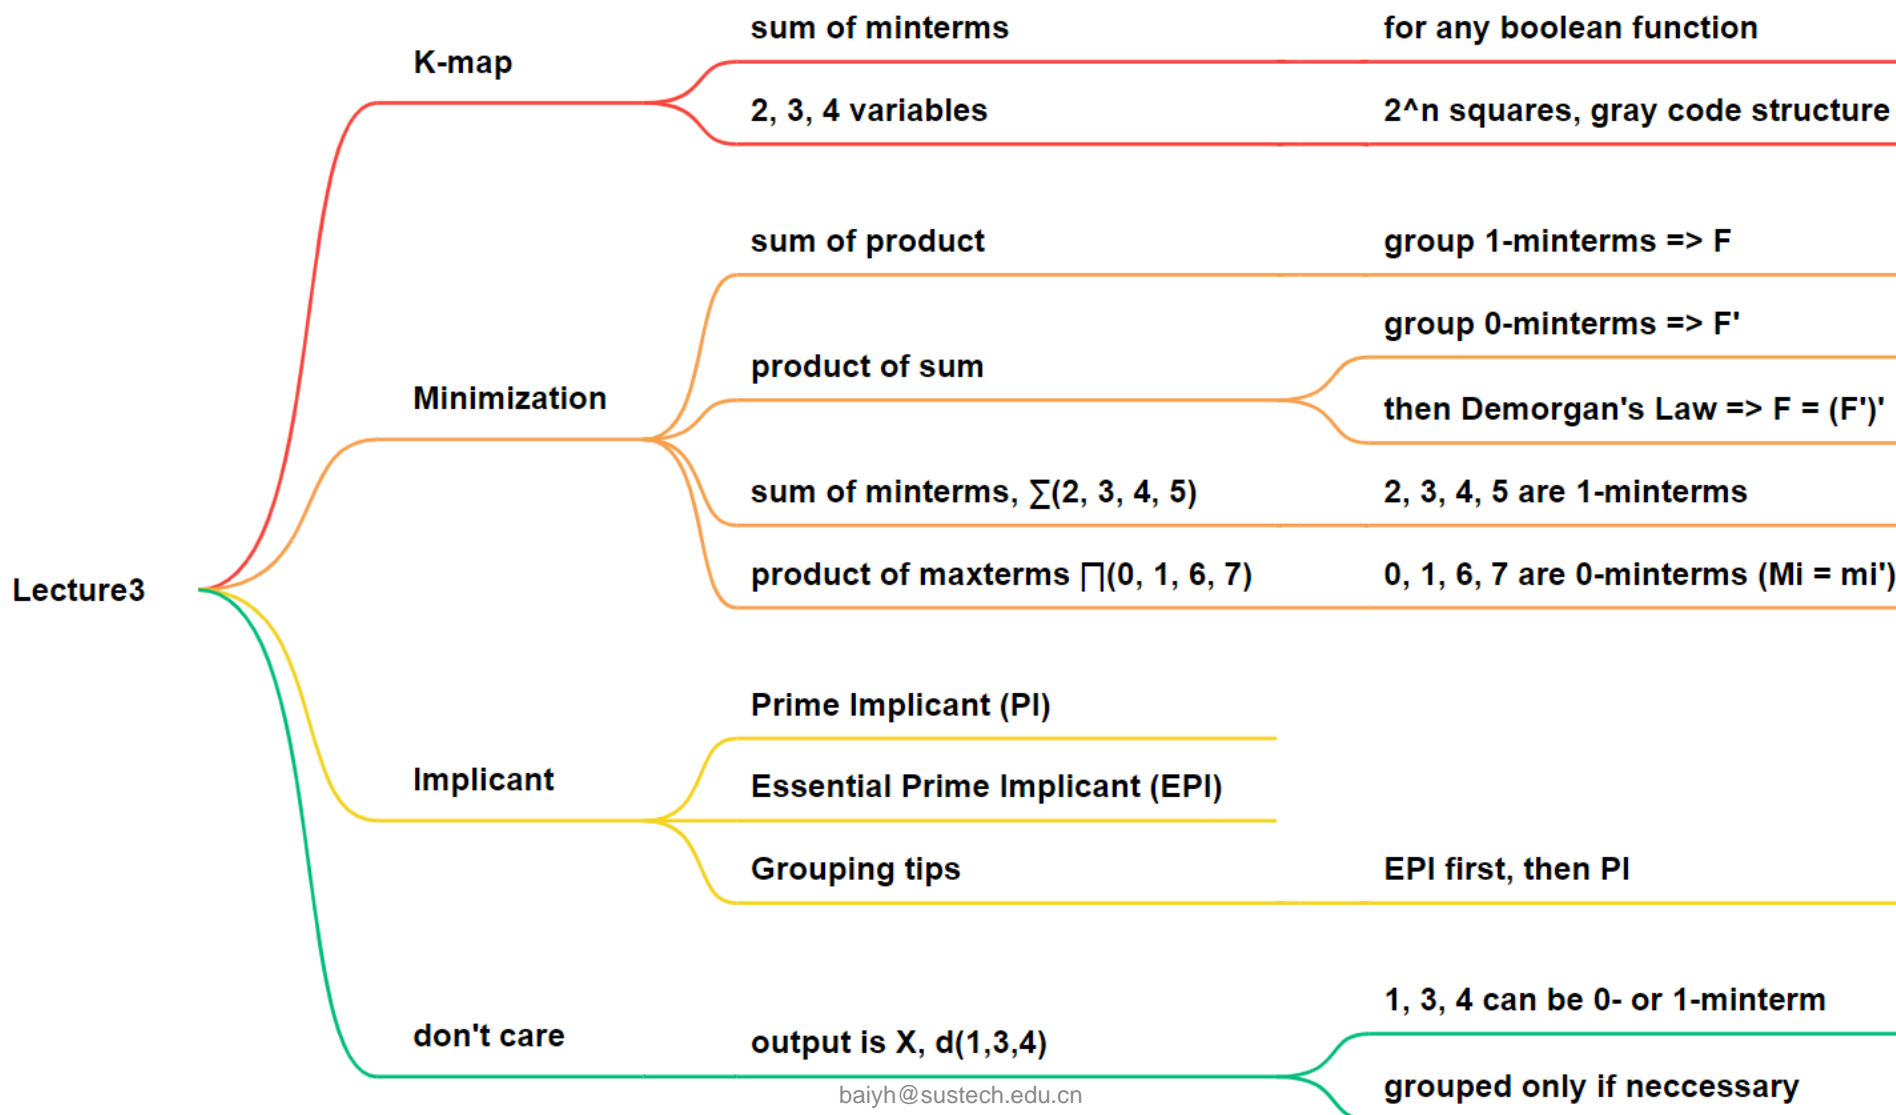 Lecture3
K-map
sum of minterms
for any boolean function
2, 3, 4 variables
2^n squares, gray code structure
Minimization
sum of product
group 1-minterms => F
product of sum
group 0-minterms => F'
then Demorgan's Law => F = (F')'
sum of minterms, ∑(2, 3, 4, 5)
2, 3, 4, 5 are 1-minterms
product of maxterms ∏(0, 1, 6, 7)
0, 1, 6, 7 are 0-minterms (Mi = mi')
Implicant
Prime Implicant (PI)
Essential Prime Implicant (EPI)
Grouping tips
EPI first, then PI
don't care
output is X, d(1,3,4)
1, 3, 4 can be 0- or 1-minterm
grouped only if neccessary
baiyh@sustech.edu.cn